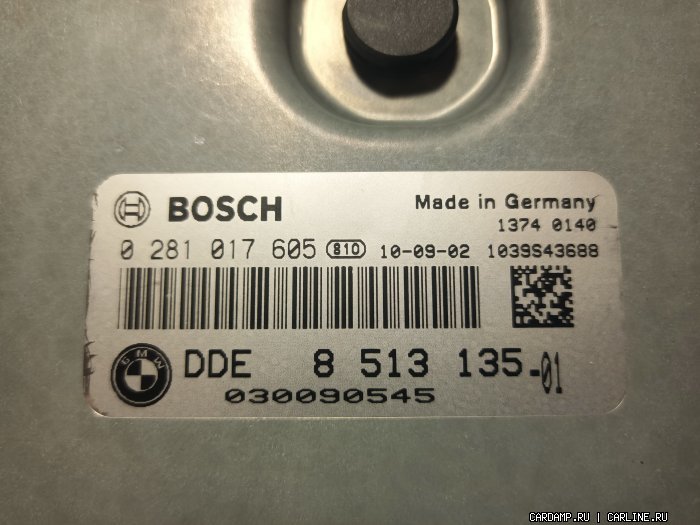 BOSCH Made in Germany
1374 0140
0 281 017 605 810 10-09-02 1039S43688
BMW DDE 8 513 135-01
030090545
CARDAMP.RU | CARLINE.RU